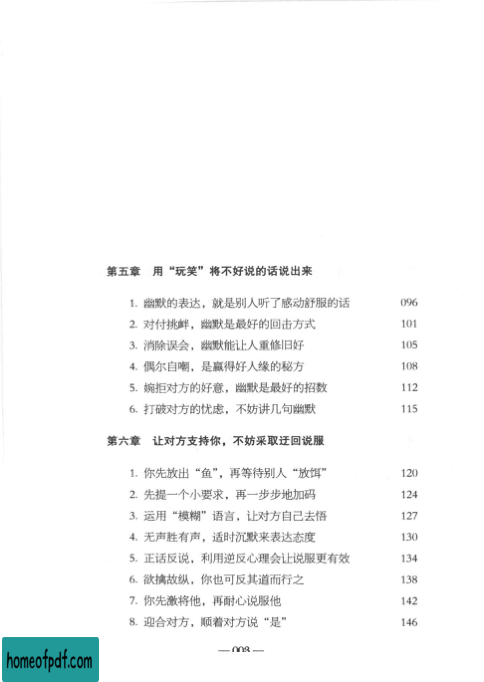 第五章 用“玩笑”将不好说的话说出来
1. 幽默的表达，就是别人听了感动舒服的话 096
2. 对付挑衅，幽默是最好的回击方式 101
3. 消除误会，幽默能让人重修旧好 105
4. 偶尔自嘲，是赢得好人缘的秘方 108
5. 婉拒对方的好意，幽默是最好的招数 112
6. 打破对方的忧虑，不妨讲几句幽默 115
第六章 让对方支持你，不妨采取迂回说服
1. 你先放出“鱼”，再等待别人“放饵” 120
2. 先提一个小要求，再一步步地加码 124
3. 运用“模糊”语言，让对方自己去悟 127
4. 无声胜有声，适时沉默来表达态度 130
5. 正话反说，利用逆反心理会让说服更有效 134
6. 欲擒故纵，你也可反其道而行之 138
7. 你先激将他，再耐心说服他 142
8. 迎合对方，顺着对方说“是” 146
— 003 —
homeofpdf.com